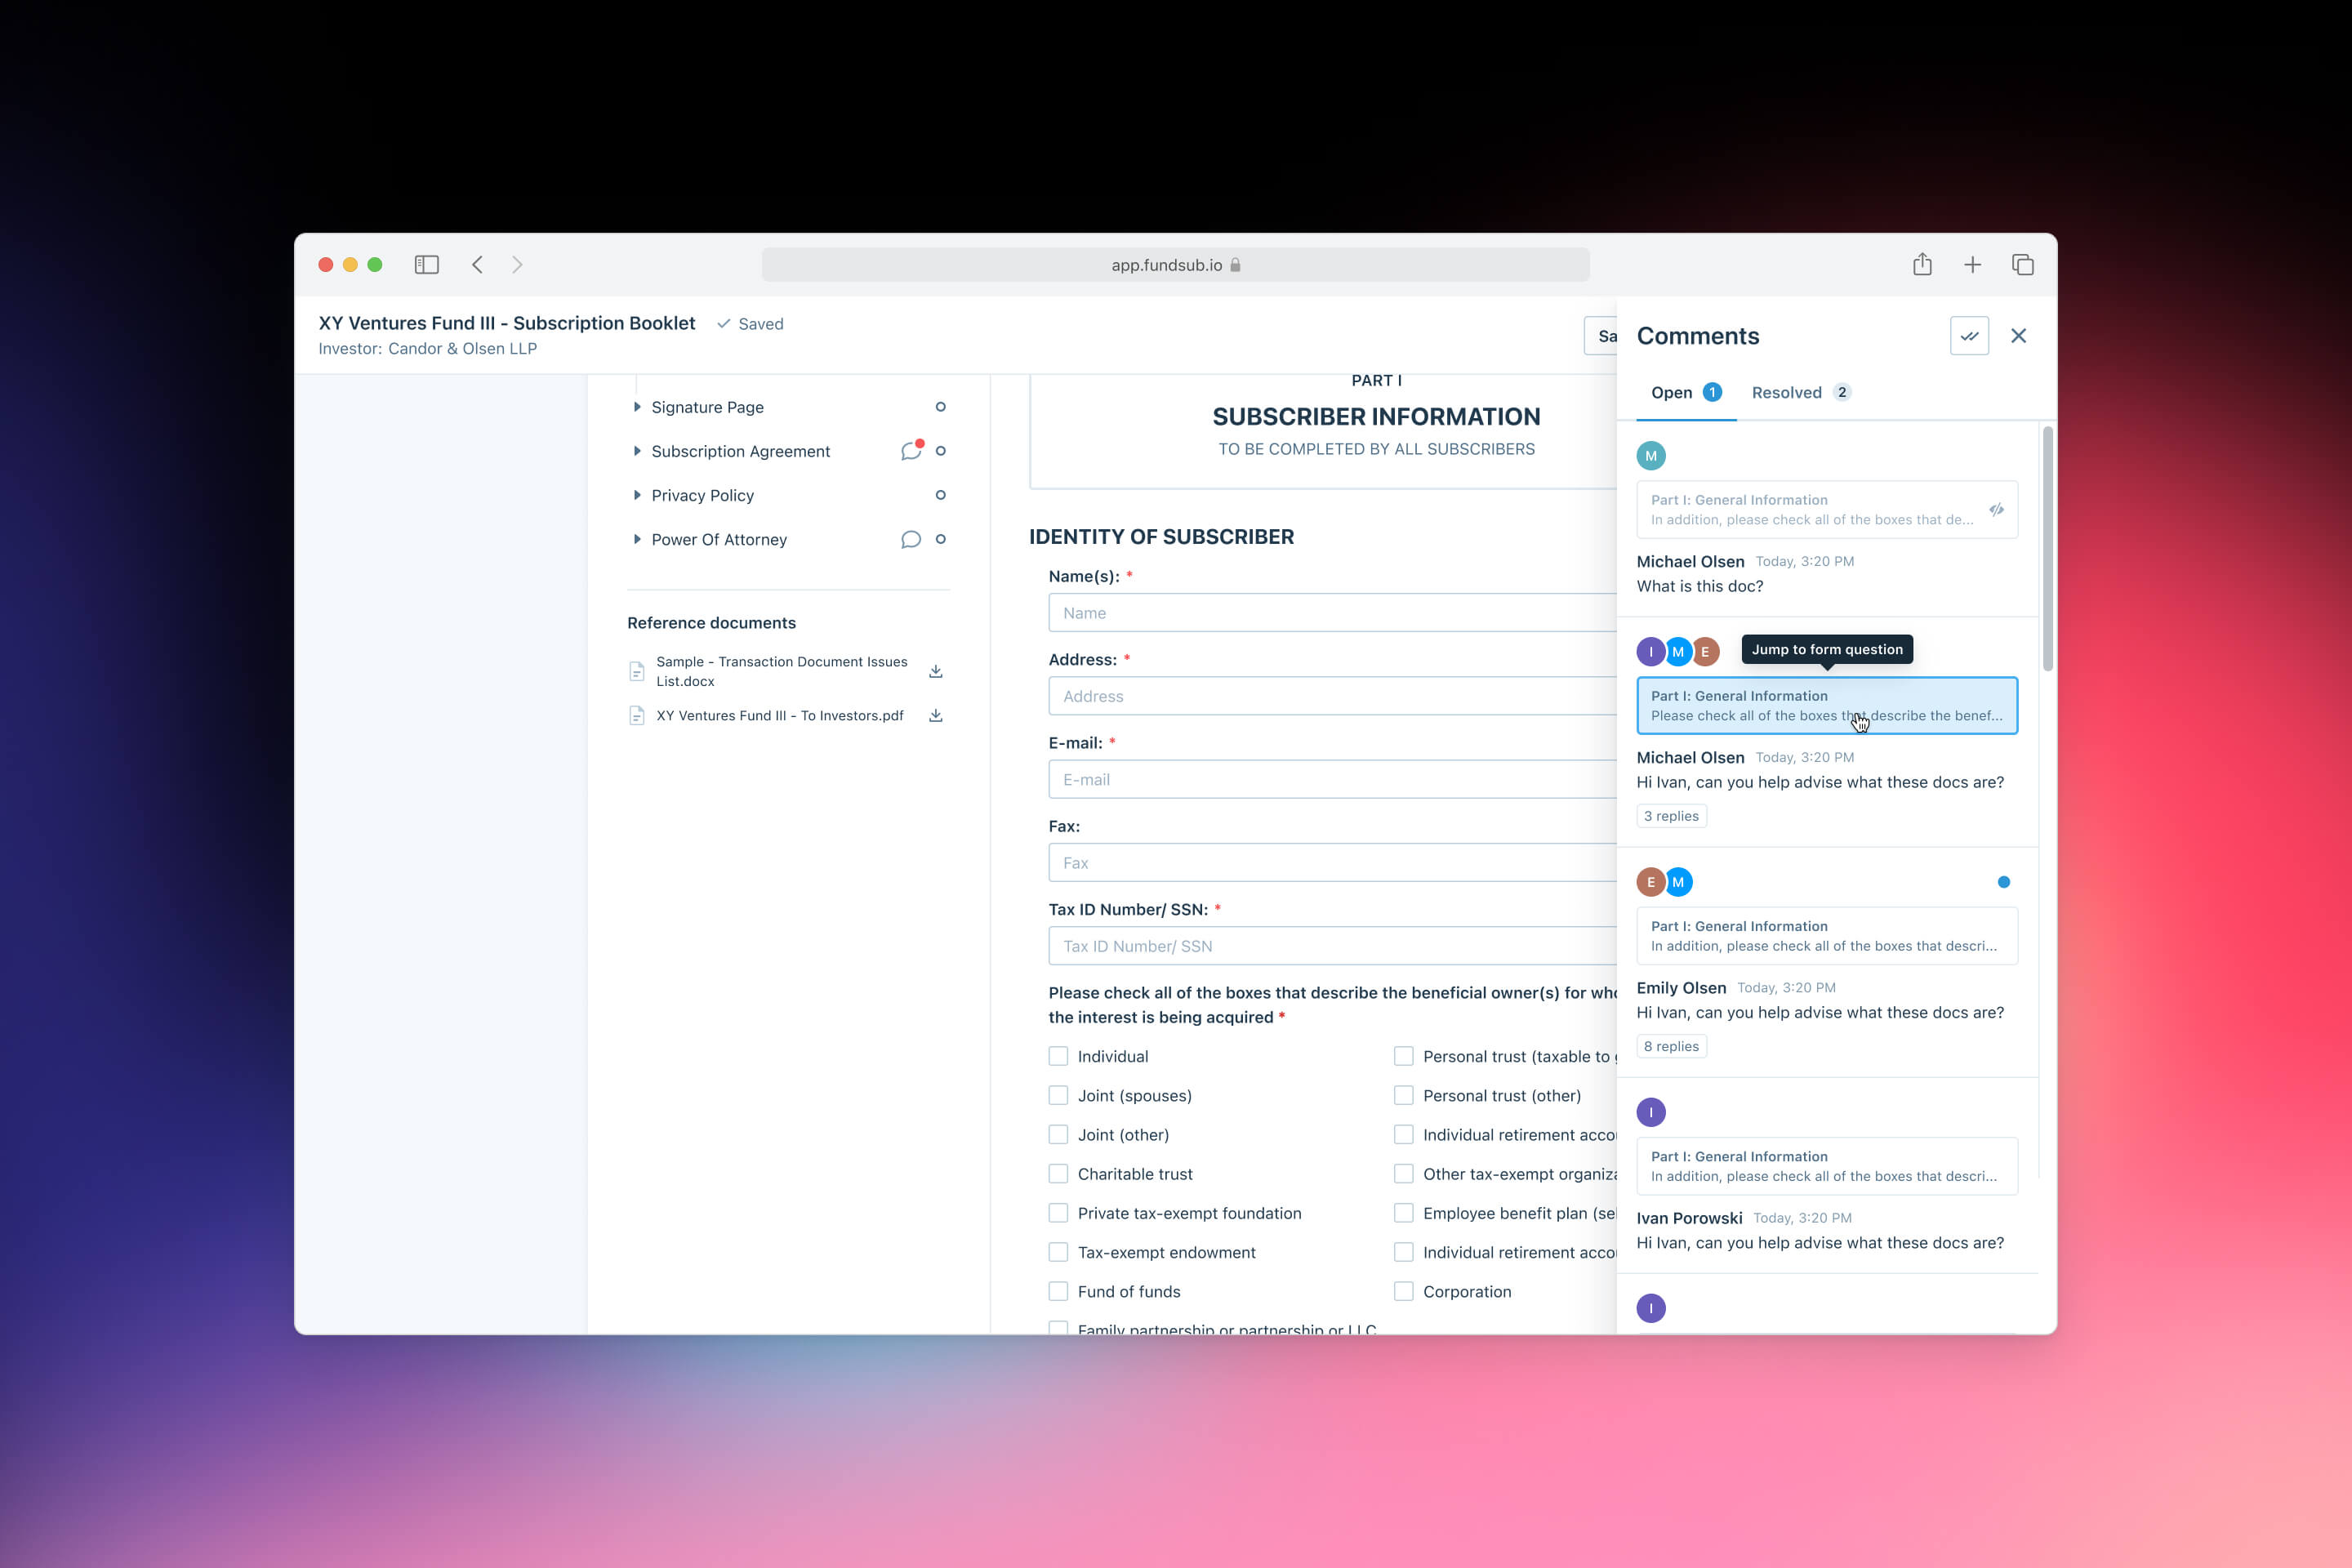 app.fundsub.io
XY Ventures Fund III - Subscription Booklet
Saved
Investor: Candor & Olsen LLP
Sa
Signature Page
Subscription Agreement
Privacy Policy
Power Of Attorney
Reference documents
Sample - Transaction Document Issues
List.docx
XY Ventures Fund III - To Investors.pdf
PART I
SUBSCRIBER INFORMATION
TO BE COMPLETED BY ALL SUBSCRIBERS
IDENTITY OF SUBSCRIBER
Name(s): *
Name
Address: *
Address
E-mail: *
E-mail
Fax:
Fax
Tax ID Number/ SSN: *
Tax ID Number/ SSN
Please check all of the boxes that describe the beneficial owner(s) for who
the interest is being acquired *
Individual
Joint (spouses)
Joint (other)
Charitable trust
Private tax-exempt foundation
Tax-exempt endowment
Fund of funds
Family partnership or partnership or LLC
Personal trust (taxable to
Personal trust (other)
Individual retirement acco
Other tax-exempt organiza
Employee benefit plan (se
Individual retirement acco
Corporation
Comments
Open 1
Resolved 2
M
Part I: General Information
In addition, please check all of the boxes that de...
Michael Olsen Today, 3:20 PM
What is this doc?
I M E
Jump to form question
Part I: General Information
Please check all of the boxes that describe the benef...
Michael Olsen Today, 3:20 PM
Hi Ivan, can you help advise what these docs are?
3 replies
E M
Part I: General Information
In addition, please check all of the boxes that descri...
Emily Olsen Today, 3:20 PM
Hi Ivan, can you help advise what these docs are?
8 replies
I
Part I: General Information
In addition, please check all of the boxes that descri...
Ivan Porowski Today, 3:20 PM
Hi Ivan, can you help advise what these docs are?
I